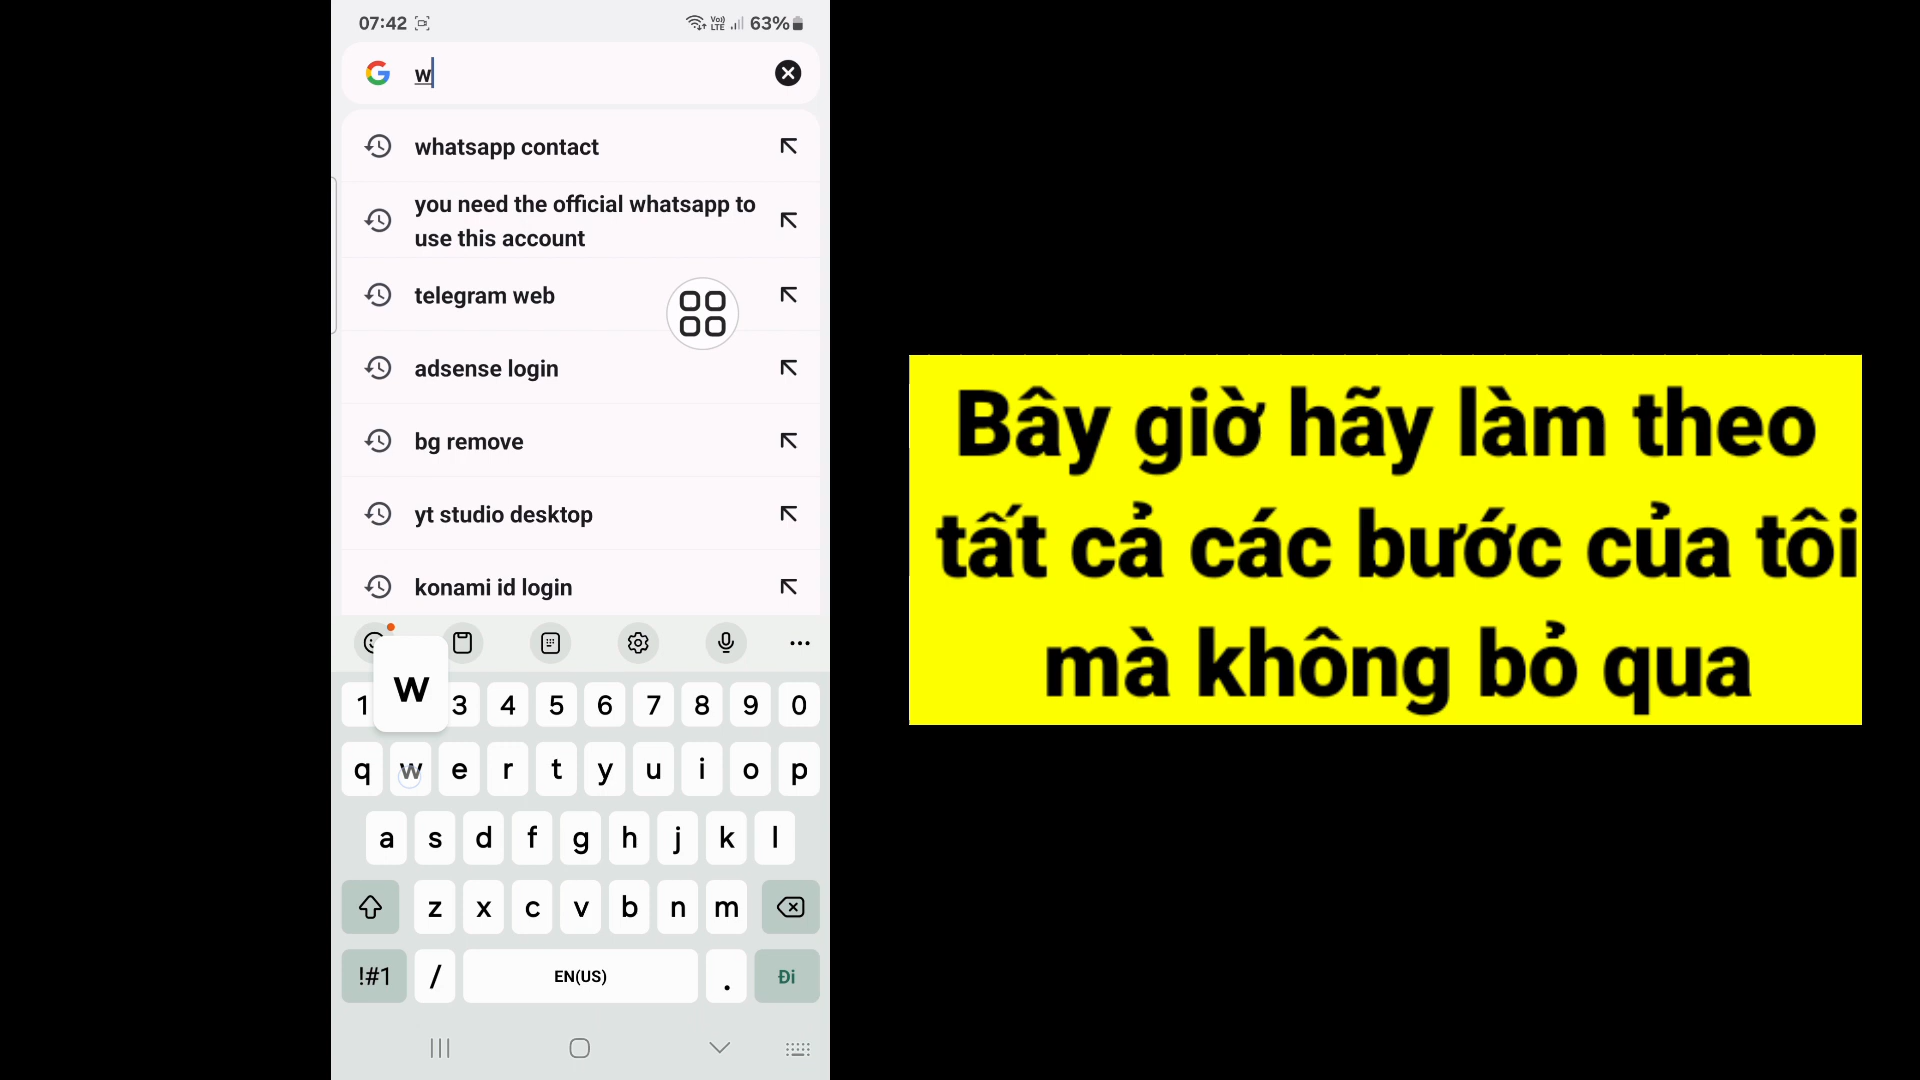 07:42
Vo)) LTE 63%
w
whatsapp contact
you need the official whatsapp to
use this account
telegram web
adsense login
bg remove
yt studio desktop
konami id login
w
1 3 4 5 6 7 8 9 0
q w e r t y u i o p
a s d f g h j k l
z x c v b n m
!#1 / EN(US) . Đi
Bây giờ hãy làm theo
tất cả các bước của tôi
mà không bỏ qua